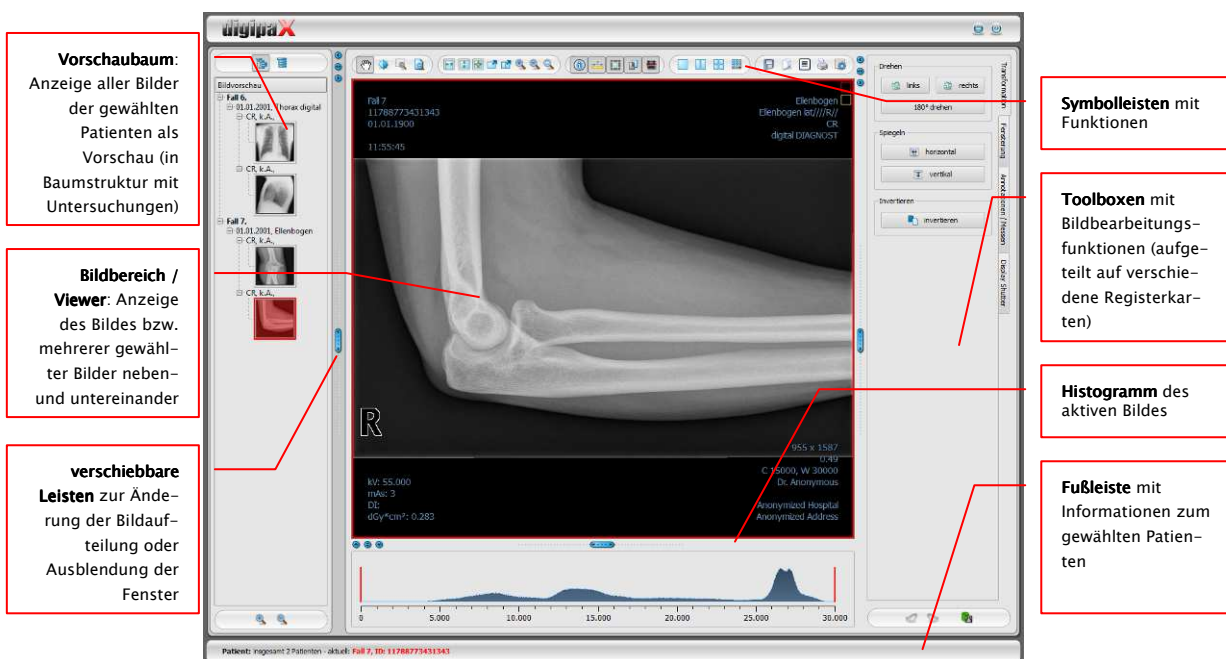 digipaX
Vorschaubaum:
Anzeige aller Bilder
der gewählten
Patienten als
Vorschau (in
Baumstruktur mit
Untersuchungen)
Bildbereich /
Viewer: Anzeige
des Bildes bzw.
mehrerer gewähl-
ter Bilder neben-
und untereinander
verschiebbare
Leisten zur Ände-
rung der Bildauf-
teilung oder
Ausblendung der
Fenster
Bildvorschau
Fall 6,
01.01.2001, Thorax digital
CR, k.A.,
CR, k.A.,
Fall 7,
01.01.2001, Ellenbogen
CR, k.A.,
CR, k.A.,
Fall 7
11788773431343
01.01.1900
11:55:45
Ellenbogen
Ellenbogen lat////R//
CR
digital DIAGNOST
R
kV: 55.000
mAs: 3
DI:
dGy*cm²: 0.283
955 x 1587
0.49
C 15000, W 30000
Dr. Anonymous
Anonymized Hospital
Anonymized Address
0 5.000 10.000 15.000 20.000 25.000 30.000
Drehen
links rechts
180° drehen
Spiegeln
horizontal
vertikal
Invertieren
invertieren
Transformation
Fensterung
Annotationen / Messen
Display Shutter
Symbolleisten mit
Funktionen
Toolboxen mit
Bildbearbeitungs-
funktionen (aufge-
teilt auf verschie-
dene Registerkar-
ten)
Histogramm des
aktiven Bildes
Fußleiste mit
Informationen zum
gewählten Patien-
ten
Patient: insgesamt 2 Patienten - aktuell: Fall 7, ID: 11788773431343